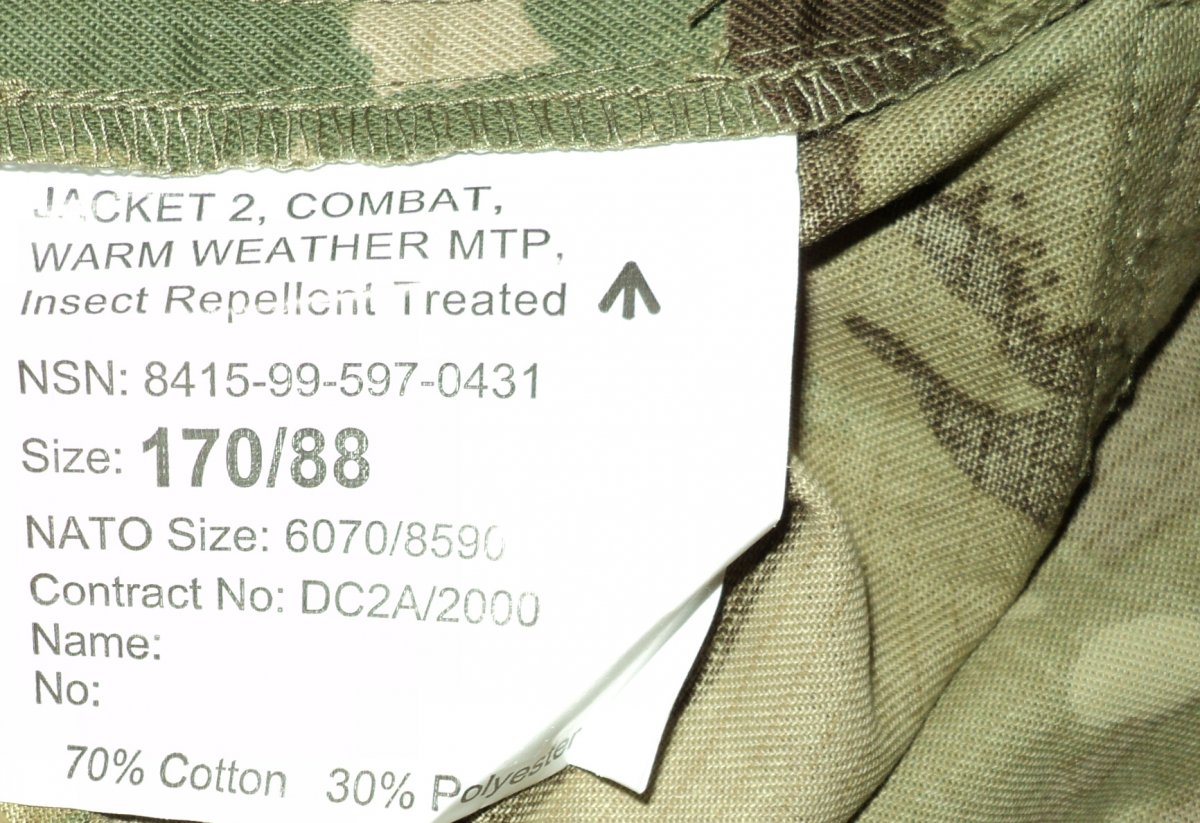 JACKET 2, COMBAT,
WARM WEATHER MTP,
Insect Repellent Treated
NSN: 8415-99-597-0431
Size: 170/88
NATO Size: 6070/8590
Contract No: DC2A/2000
Name:
No:
70% Cotton 30% Polyester